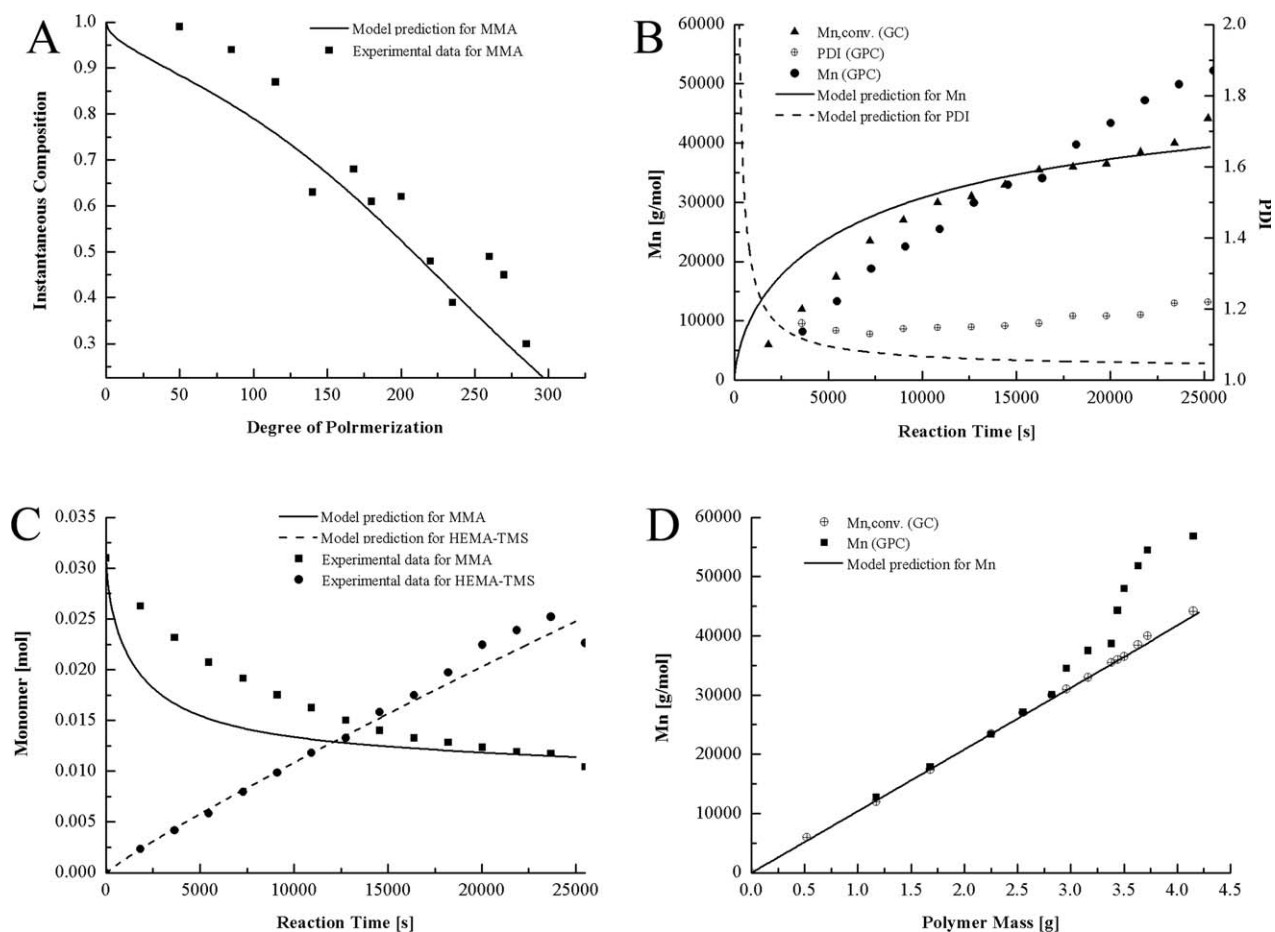 A
Model prediction for MMA
Experimental data for MMA
1.0
0.9
0.8
0.7
0.6
0.5
0.4
0.3
Instantaneous Composition
0 50 100 150 200 250 300
Degree of Polrmerization
B
Mn,conv. (GC)
PDI (GPC)
Mn (GPC)
Model prediction for Mn
Model prediction for PDI
60000
50000
40000
30000
20000
10000
0
Mn [g/mol]
2.0
1.8
1.6
1.4
1.2
1.0
PDI
0 5000 10000 15000 20000 25000
Reaction Time [s]
C
Model prediction for MMA
Model prediction for HEMA-TMS
Experimental data for MMA
Experimental data for HEMA-TMS
0.035
0.030
0.025
0.020
0.015
0.010
0.005
0.000
Monomer [mol]
0 5000 10000 15000 20000 25000
Reaction Time [s]
D
Mn,conv. (GC)
Mn (GPC)
Model prediction for Mn
60000
50000
40000
30000
20000
10000
0
Mn [g/mol]
0.0 0.5 1.0 1.5 2.0 2.5 3.0 3.5 4.0 4.5
Polymer Mass [g]